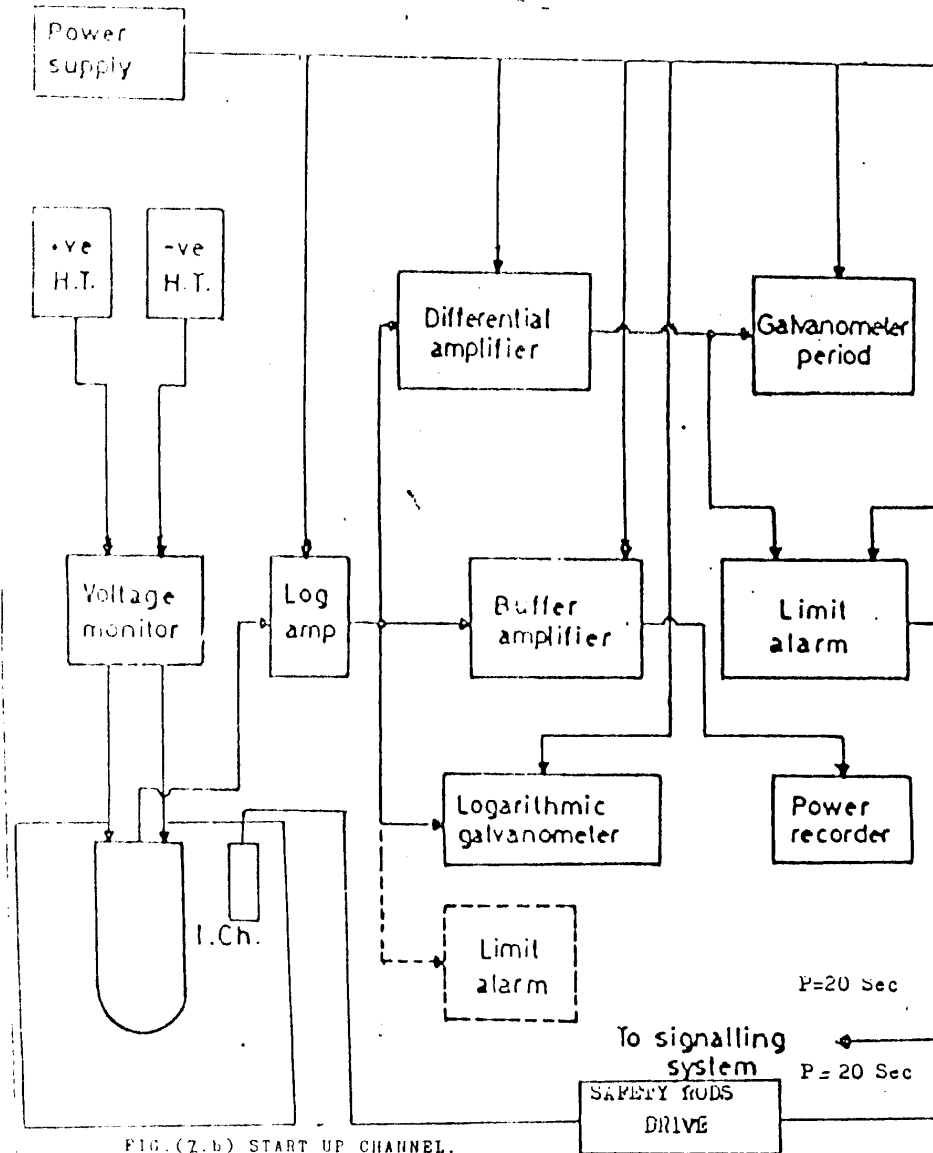 Power
supply
+ve
H.T.
-ve
H.T.
Differential
amplifier
Galvanometer
period
Voltage
monitor
Log
amp
Buffer
amplifier
Limit
alarm
Logarithmic
galvanometer
Power
recorder
I.Ch.
Limit
alarm
P=20 Sec
To signalling
system
P = 20 Sec
SAFETY RODS
DRIVE
FIG.(7.b) START UP CHANNEL.